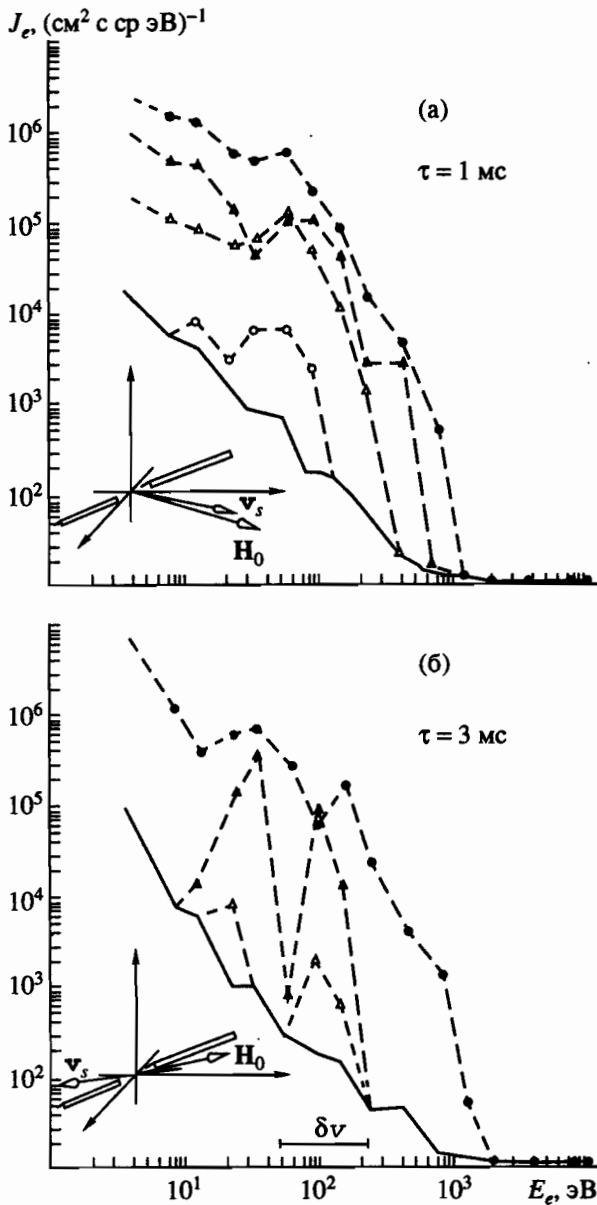 J_e, (см² с ср эВ)⁻¹
(а)
τ = 1 мс
10⁶
10⁵
10⁴
10³
10²
v_s
H₀
(б)
τ = 3 мс
10⁶
10⁵
10⁴
10³
10²
H₀
v_s
δv
10¹
10²
10³
E_e, эВ